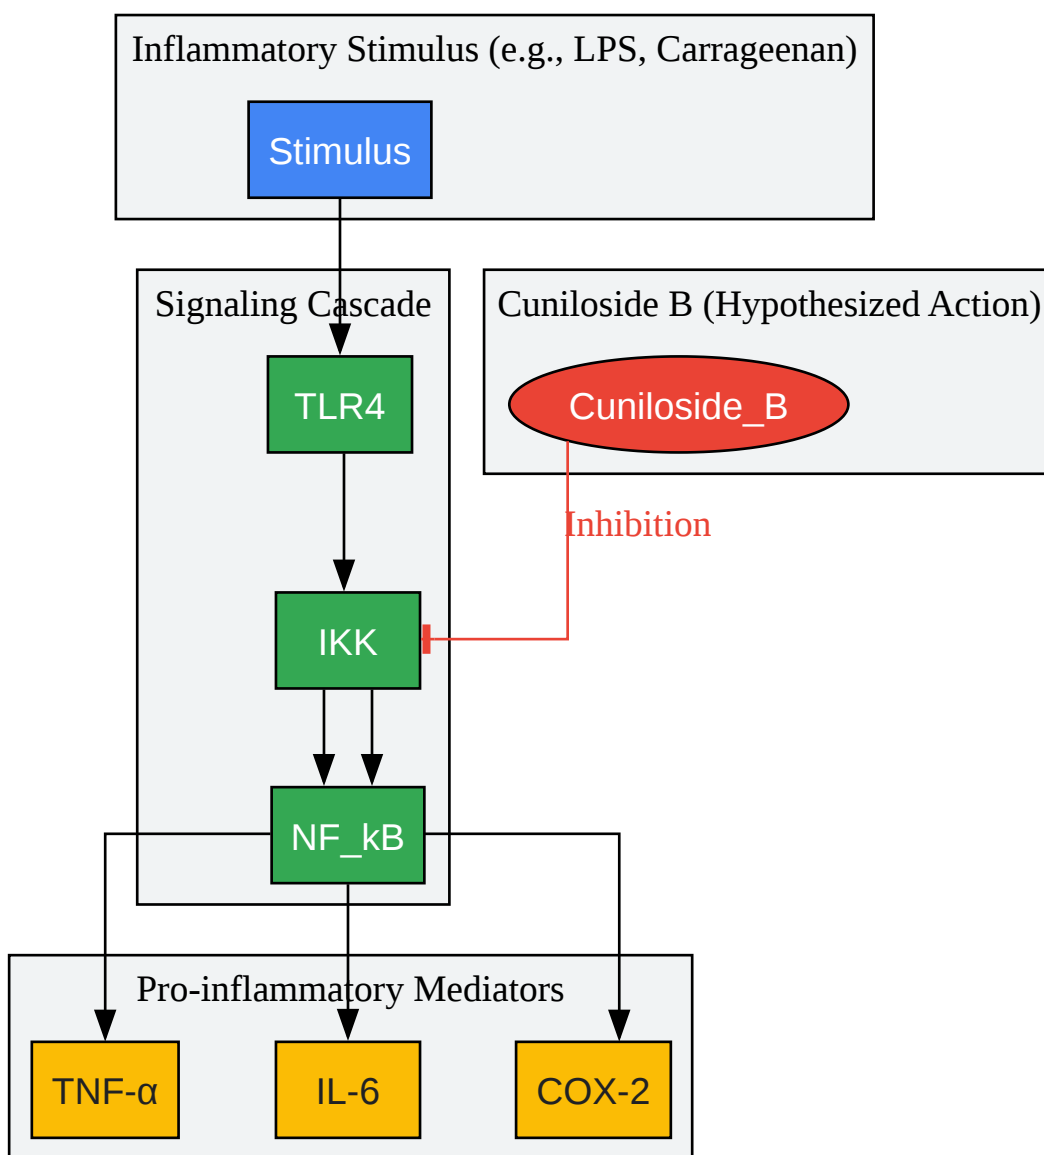 Inflammatory Stimulus (e.g., LPS, Carrageenan)
Stimulus
Signaling Cascade
Cuniloside B (Hypothesized Action)
TLR4
Cuniloside_B
Inhibition
IKK
NF_kB
Pro-inflammatory Mediators
TNF-α
IL-6
COX-2